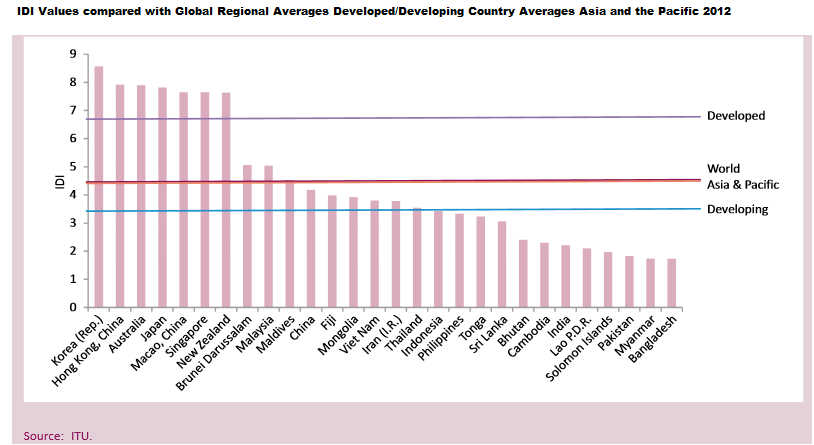 IDI Values compared with Global Regional Averages Developed/Developing Country Averages Asia and the Pacific 2012
9
8
7
6
5
4
3
2
1
0
IDI
Developed
World
Asia & Pacific
Developing
Korea (Rep.)
Hong Kong, China
Australia
Japan
Macao, China
Singapore
New Zealand
Brunei Darussalam
Malaysia
Maldives
China
Fiji
Mongolia
Viet Nam
Iran (I.R.)
Thailand
Indonesia
Philippines
Tonga
Sri Lanka
Bhutan
Cambodia
India
Lao P.D.R.
Solomon Islands
Pakistan
Myanmar
Bangladesh
Source: ITU.